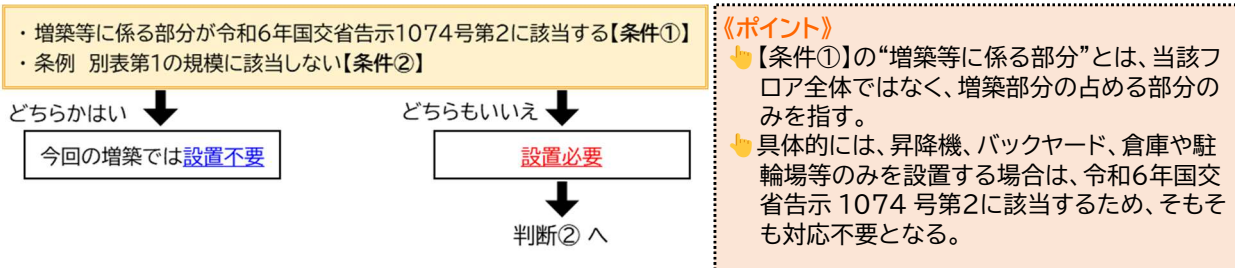 ・増築等に係る部分が令和6年国交省告示1074号第2に該当する【条件①】
・条例 別表第1の規模に該当しない【条件②】
どちらかはい
どちらもいいえ
今回の増築では設置不要
設置必要
判断② へ
《ポイント》
👆【条件①】の“増築等に係る部分”とは、当該フ
ロア全体ではなく、増築部分の占める部分の
みを指す。
👆具体的には、昇降機、バックヤード、倉庫や駐
輪場等のみを設置する場合は、令和6年国交
省告示 1074 号第2に該当するため、そもそ
も対応不要となる。